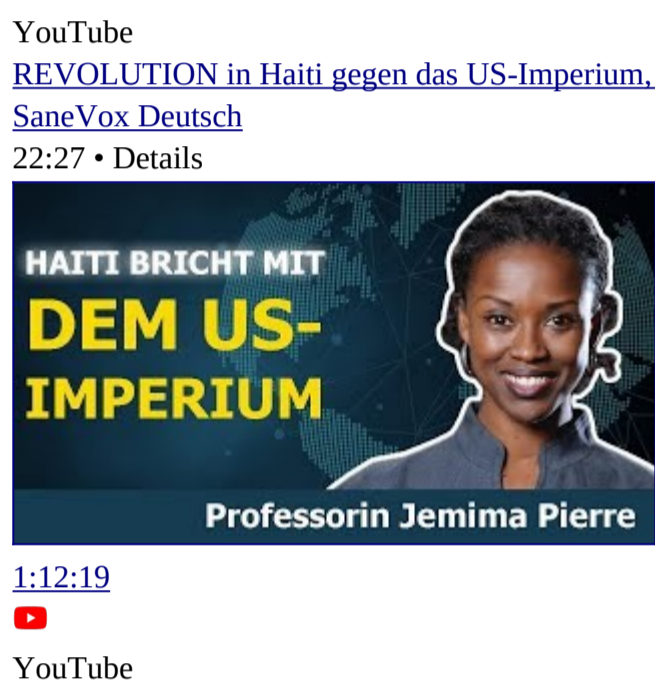 YouTube
REVOLUTION in Haiti gegen das US-Imperium,
SaneVox Deutsch
22:27 • Details
HAITI BRICHT MIT
DEM US-
IMPERIUM
Professorin Jemima Pierre
1:12:19
YouTube